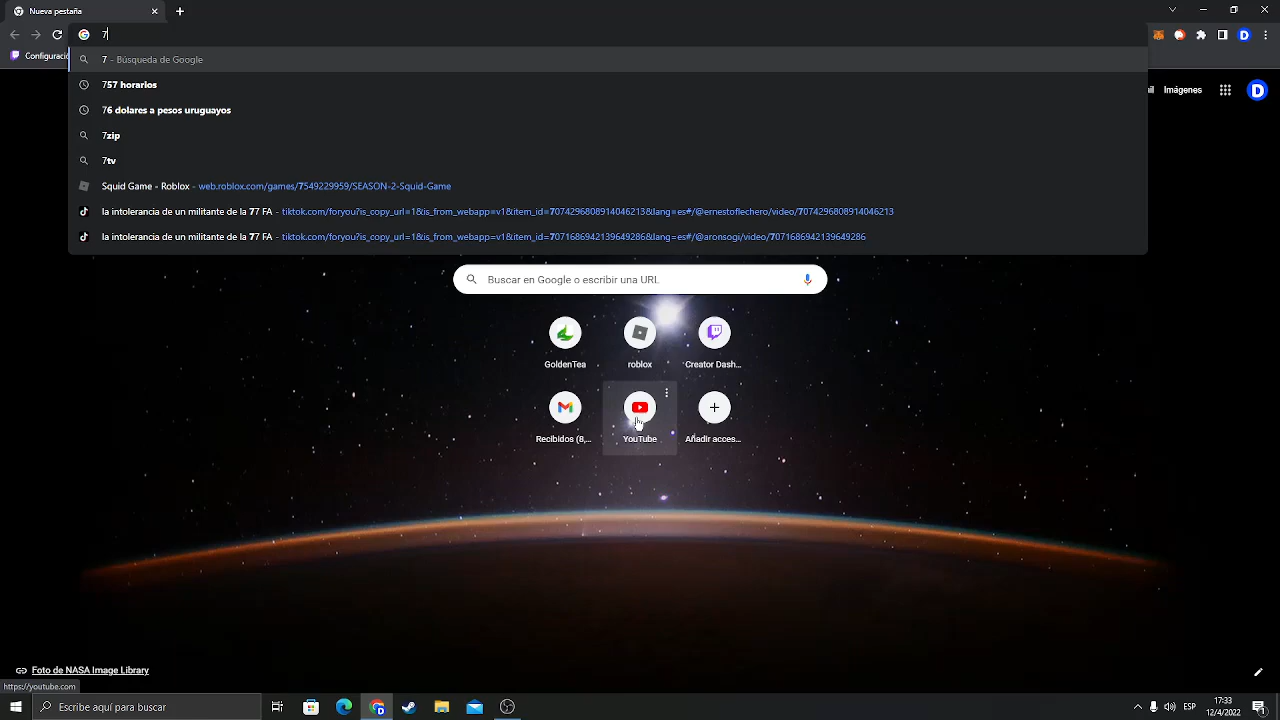 Nueva pestaña
7
Configuració
7 - Búsqueda de Google
757 horarios
76 dolares a pesos uruguayos
7zip
7tv
Squid Game - Roblox - web.roblox.com/games/7549229959/SEASON-2-Squid-Game
la intolerancia de un militante de la 77 FA - tiktok.com/foryou?is_copy_url=1&is_from_webapp=v1&item_id=7074296808914046213&lang=es#/@ernestoflechero/video/7074296808914046213
la intolerancia de un militante de la 77 FA - tiktok.com/foryou?is_copy_url=1&is_from_webapp=v1&item_id=7071686942139649286&lang=es#/@aronsogi/video/7071686942139649286
il Imágenes D
Buscar en Google o escribir una URL
GoldenTea roblox Creator Dash...
Recibidos (8,... YouTube Añadir acces...
Foto de NASA Image Library
https://youtube.com
Escribe aquí para buscar
ESP
17:33
12/4/2022